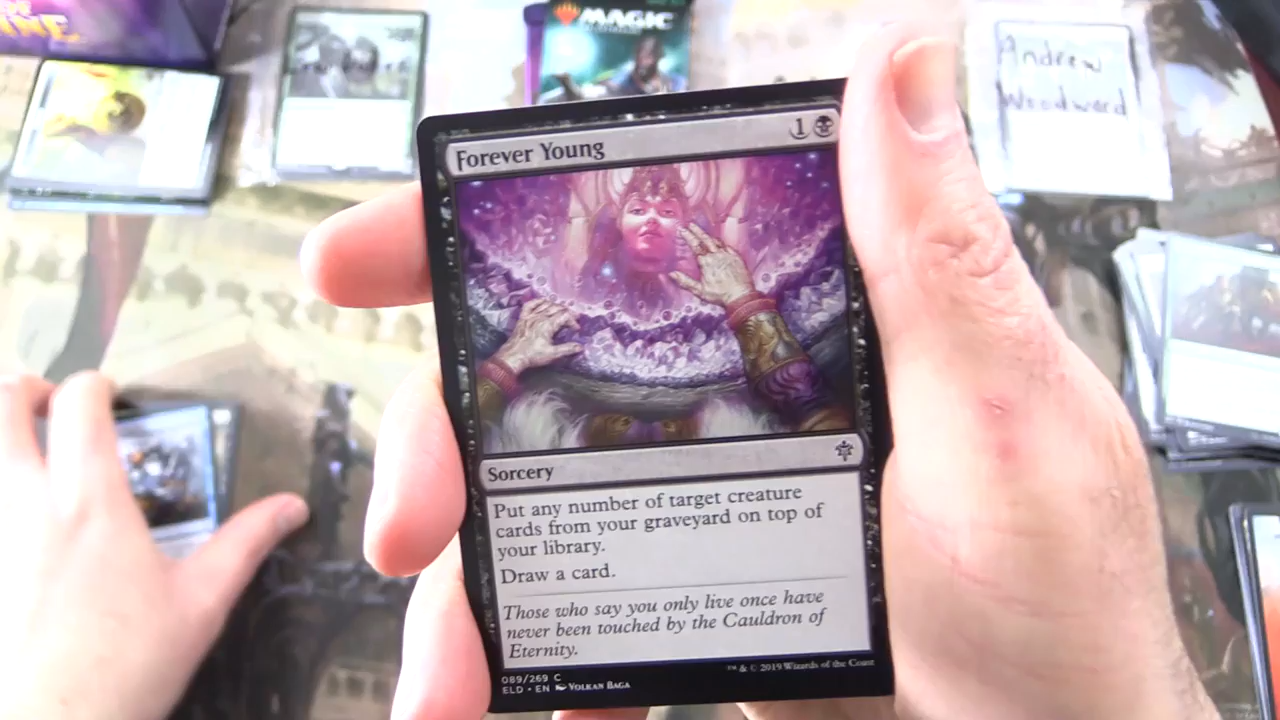 MAGIC
Andrew
Woodward
Forever Young
1
Sorcery
Put any number of target creature
cards from your graveyard on top of
your library.
Draw a card.
Those who say you only live once have
never been touched by the Cauldron of
Eternity.
089/269 C
ELD • EN Volkan Baga
™ & © 2019 Wizards of the Coast